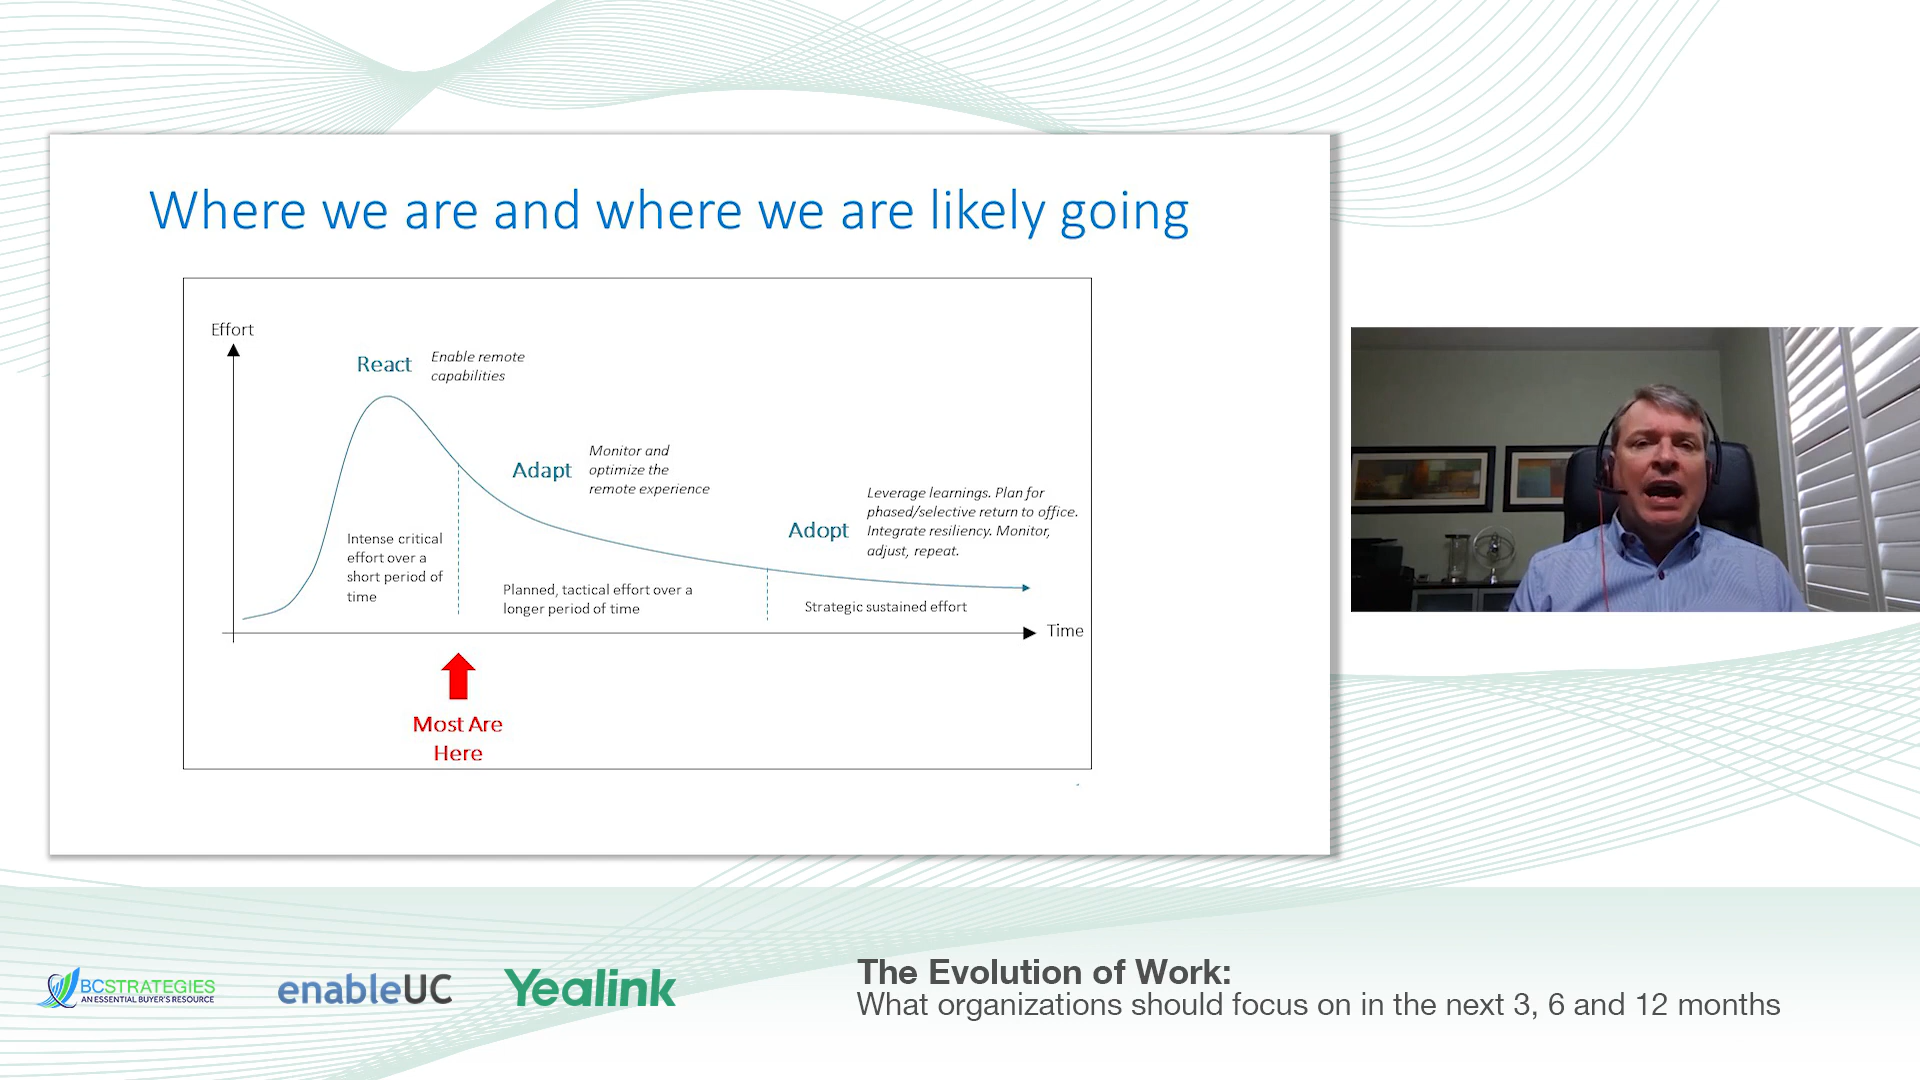 Where we are and where we are likely going
Effort
React
Enable remote
capabilities
Adapt
Monitor and
optimize the
remote experience
Adopt
Leverage learnings. Plan for
phased/selective return to office.
Integrate resiliency. Monitor,
adjust, repeat.
Intense critical
effort over a
short period of
time
Planned, tactical effort over a
longer period of time
Strategic sustained effort
Time
Most Are
Here
BCSTRATEGIES
AN ESSENTIAL BUYER'S RESOURCE
enableUC
Yealink
The Evolution of Work:
What organizations should focus on in the next 3, 6 and 12 months